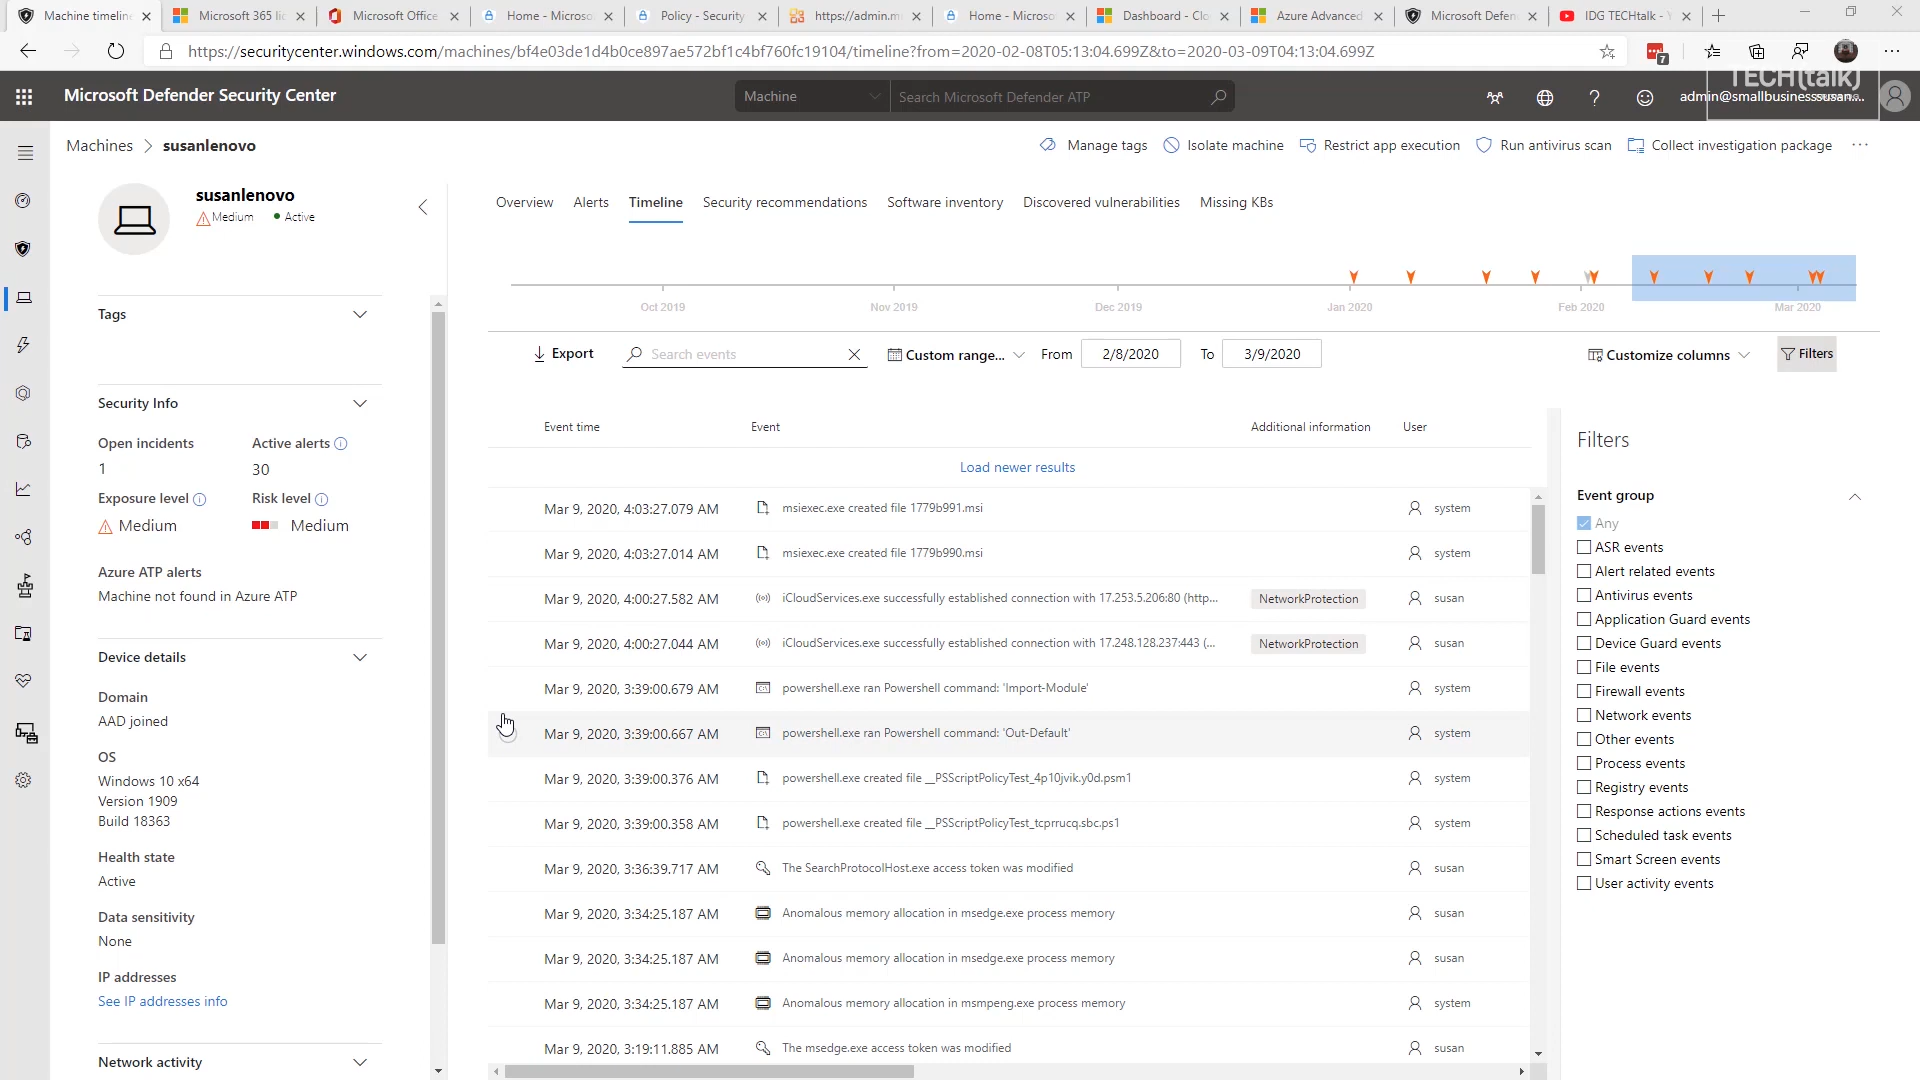 Machine timeline
Microsoft 365 lic
Microsoft Office
Home - Microso
Policy - Security
https://admin.m
Home - Microso
Dashboard - Clo
Azure Advanced
Microsoft Defen
IDG TECHtalk - Y
https://securitycenter.windows.com/machines/bf4e03de1d4b0ce897ae572bf1c4bf760fc19104/timeline?from=2020-02-08T05:13:04.699Z&to=2020-03-09T04:13:04.699Z
7
TECH(talk)
Microsoft Defender Security Center
Machine
Search Microsoft Defender ATP
admin@smallbusinesssusan...
Machines > susanlenovo
Manage tags
Isolate machine
Restrict app execution
Run antivirus scan
Collect investigation package
...
susanlenovo
Medium
Active
Overview
Alerts
Timeline
Security recommendations
Software inventory
Discovered vulnerabilities
Missing KBs
Oct 2019
Nov 2019
Dec 2019
Jan 2020
Feb 2020
Mar 2020
Tags
Security Info
Open incidents
1
Active alerts
30
Exposure level
Medium
Risk level
Medium
Azure ATP alerts
Machine not found in Azure ATP
Device details
Domain
AAD joined
OS
Windows 10 x64
Version 1909
Build 18363
Health state
Active
Data sensitivity
None
IP addresses
See IP addresses info
Network activity
Export
Search events
Custom range...
From
2/8/2020
To
3/9/2020
Customize columns
Filters
Event time Event Additional information User
Load newer results
Mar 9, 2020, 4:03:27.079 AM msiexec.exe created file 1779b991.msi system
Mar 9, 2020, 4:03:27.014 AM msiexec.exe created file 1779b990.msi system
Mar 9, 2020, 4:00:27.582 AM iCloudServices.exe successfully established connection with 17.253.5.206:80 (http... NetworkProtection susan
Mar 9, 2020, 4:00:27.044 AM iCloudServices.exe successfully established connection with 17.248.128.237:443 (... NetworkProtection susan
Mar 9, 2020, 3:39:00.679 AM powershell.exe ran Powershell command: 'Import-Module' system
Mar 9, 2020, 3:39:00.667 AM powershell.exe ran Powershell command: 'Out-Default' system
Mar 9, 2020, 3:39:00.376 AM powershell.exe created file __PSScriptPolicyTest_4p10jvik.y0d.psm1 system
Mar 9, 2020, 3:39:00.358 AM powershell.exe created file __PSScriptPolicyTest_tcprrucq.sbc.ps1 system
Mar 9, 2020, 3:36:39.717 AM The SearchProtocolHost.exe access token was modified susan
Mar 9, 2020, 3:34:25.187 AM Anomalous memory allocation in msedge.exe process memory susan
Mar 9, 2020, 3:34:25.187 AM Anomalous memory allocation in msedge.exe process memory susan
Mar 9, 2020, 3:34:25.187 AM Anomalous memory allocation in msmpeng.exe process memory system
Mar 9, 2020, 3:19:11.885 AM The msedge.exe access token was modified susan
Filters
Event group
Any
ASR events
Alert related events
Antivirus events
Application Guard events
Device Guard events
File events
Firewall events
Network events
Other events
Process events
Registry events
Response actions events
Scheduled task events
Smart Screen events
User activity events